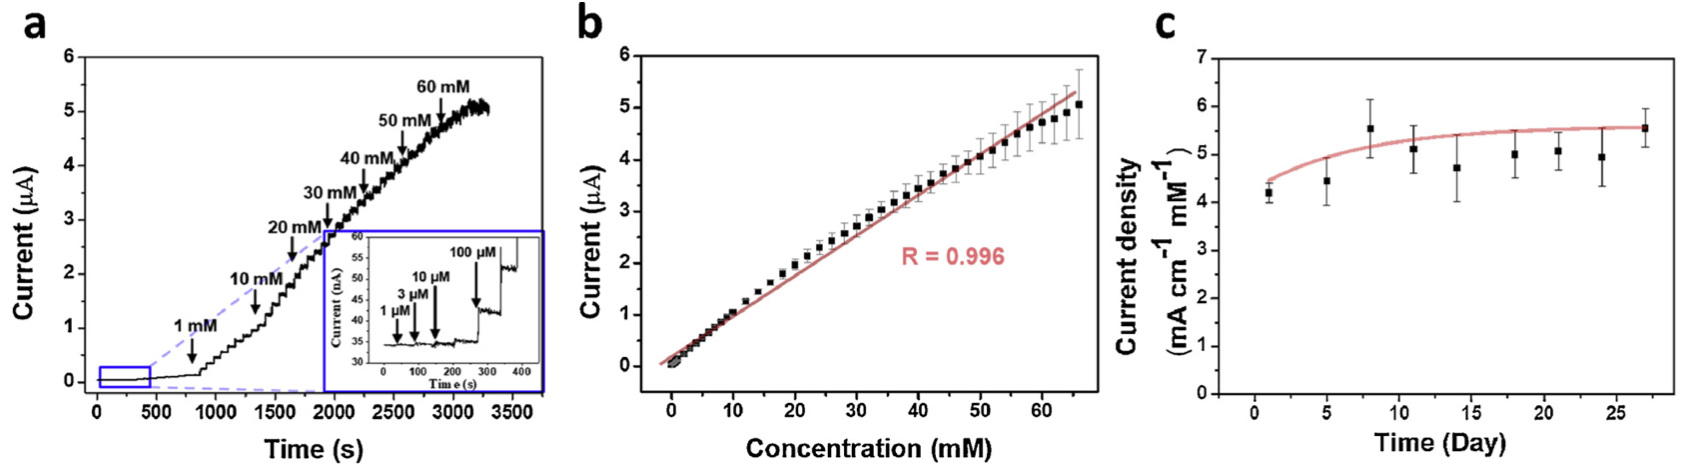 a
Current (μA)
6
5
4
3
2
1
0
1 mM
10 mM
20 mM
30 mM
40 mM
50 mM
60 mM
Current (nA)
60
55
50
45
40
35
30
1 μM
3 μM
10 μM
100 μM
0 100 200 300 400
Time (s)
0 500 1000 1500 2000 2500 3000 3500
Time (s)
b
Current (μA)
6
5
4
3
2
1
0
R = 0.996
0 10 20 30 40 50 60
Concentration (mM)
c
Current density
(mA cm-1 mM-1)
7
6
5
4
3
2
1
0
0 5 10 15 20 25
Time (Day)